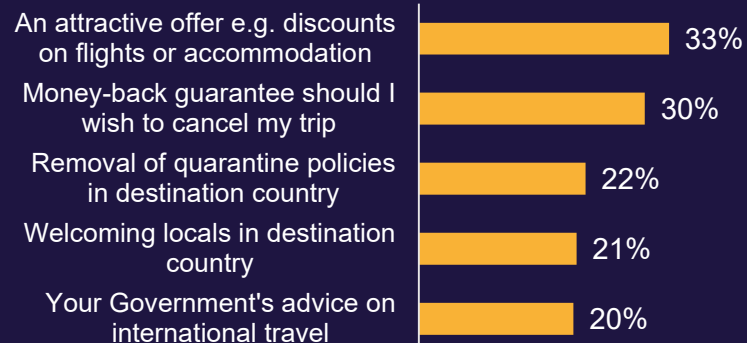 An attractive offer e.g. discounts
on flights or accommodation
33%
Money-back guarantee should I
wish to cancel my trip
30%
Removal of quarantine policies
in destination country
22%
Welcoming locals in destination
country
21%
Your Government's advice on
international travel
20%